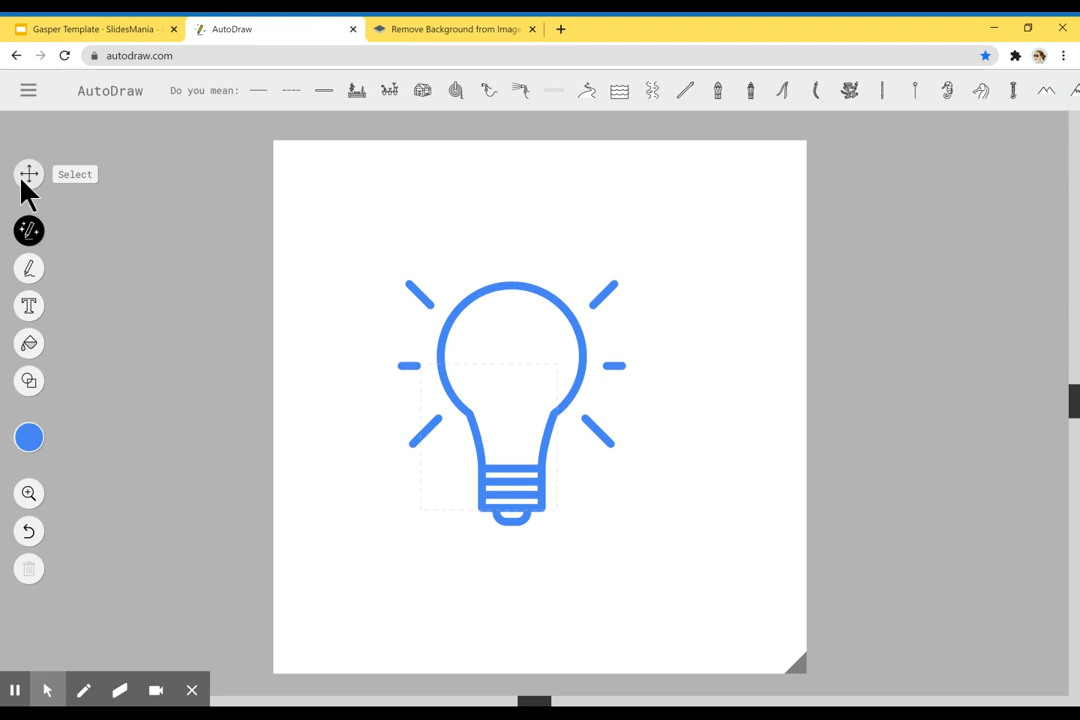 Gasper Template - SlidesMania -
AutoDraw
Remove Background from Image
autodraw.com
AutoDraw
Do you mean:
Select
T